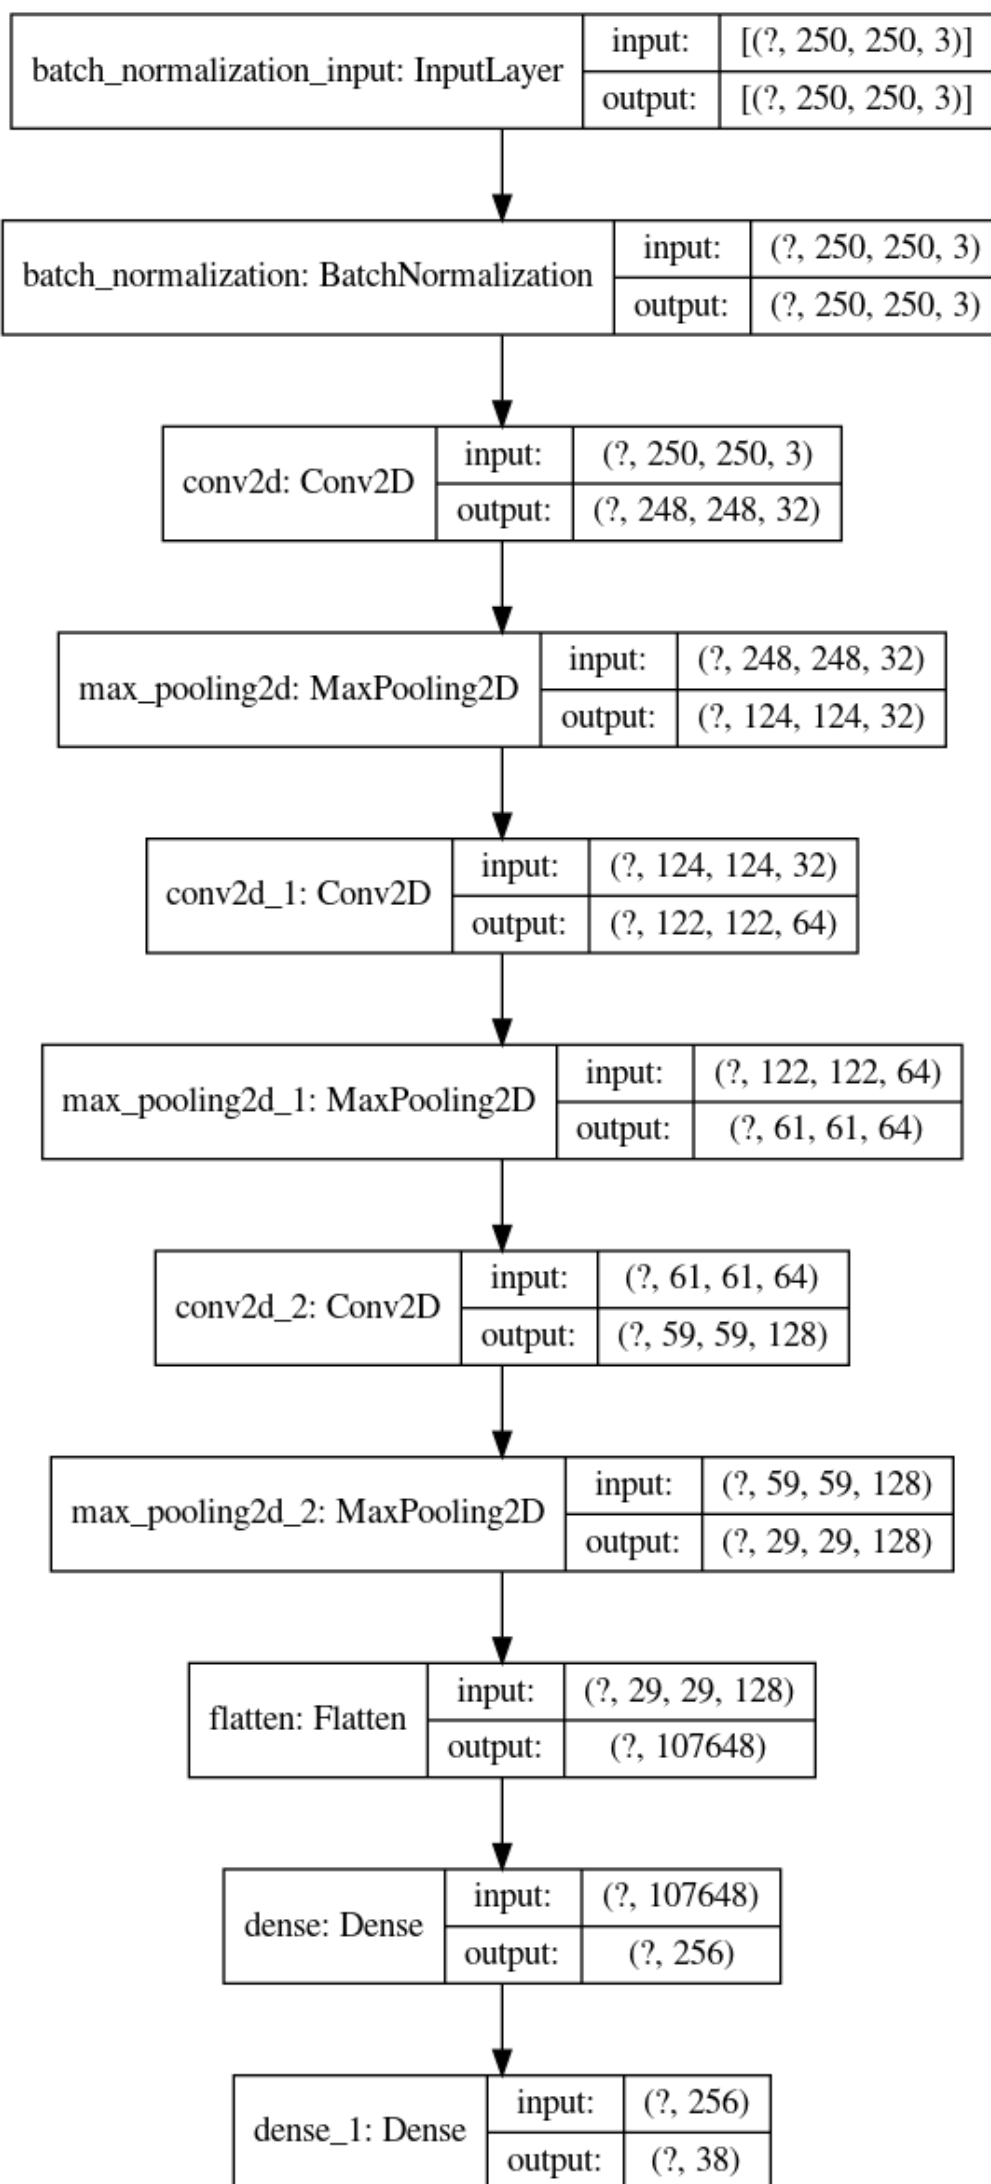 batch_normalization_input: InputLayer
input: [(?, 250, 250, 3)]
output: [(?, 250, 250, 3)]
batch_normalization: BatchNormalization
input: (?, 250, 250, 3)
output: (?, 250, 250, 3)
conv2d: Conv2D
input: (?, 250, 250, 3)
output: (?, 248, 248, 32)
max_pooling2d: MaxPooling2D
input: (?, 248, 248, 32)
output: (?, 124, 124, 32)
conv2d_1: Conv2D
input: (?, 124, 124, 32)
output: (?, 122, 122, 64)
max_pooling2d_1: MaxPooling2D
input: (?, 122, 122, 64)
output: (?, 61, 61, 64)
conv2d_2: Conv2D
input: (?, 61, 61, 64)
output: (?, 59, 59, 128)
max_pooling2d_2: MaxPooling2D
input: (?, 59, 59, 128)
output: (?, 29, 29, 128)
flatten: Flatten
input: (?, 29, 29, 128)
output: (?, 107648)
dense: Dense
input: (?, 107648)
output: (?, 256)
dense_1: Dense
input: (?, 256)
output: (?, 38)